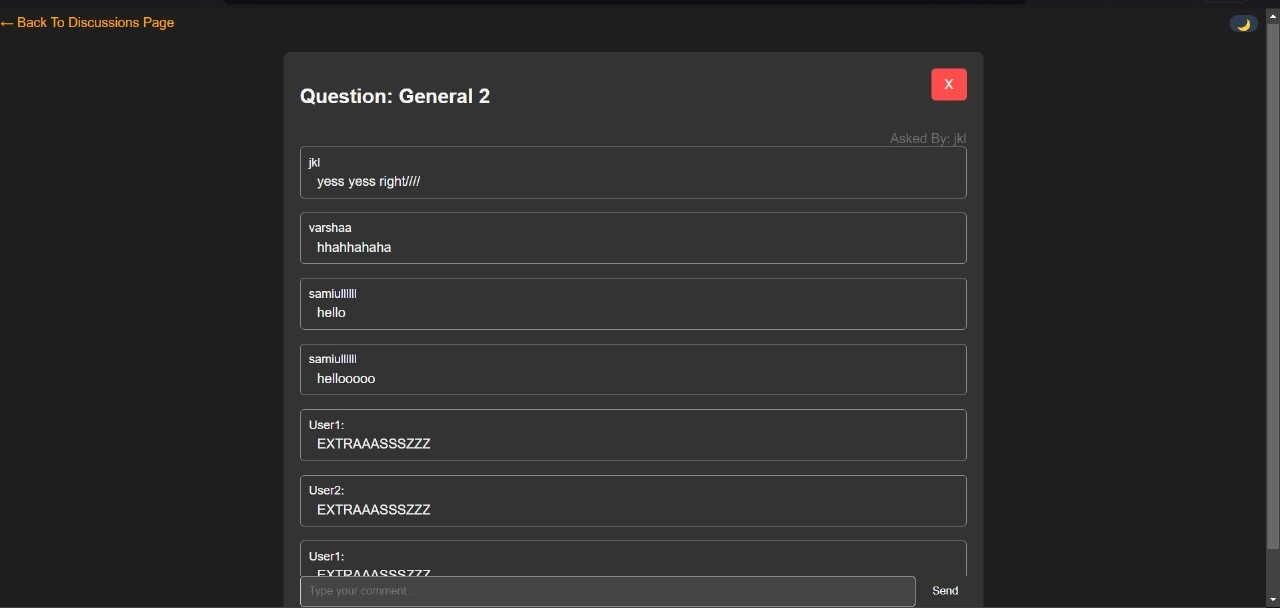 ← Back To Discussions Page
X
Question: General 2
Asked By: jkl
jkl
yess yess right////
varshaa
hhahhahaha
samiullllll
hello
samiullllll
hellooooo
User1:
EXTRAAASSSZZZ
User2:
EXTRAAASSSZZZ
User1:
EXTRAAASSSZZZ
Type your comment...
Send